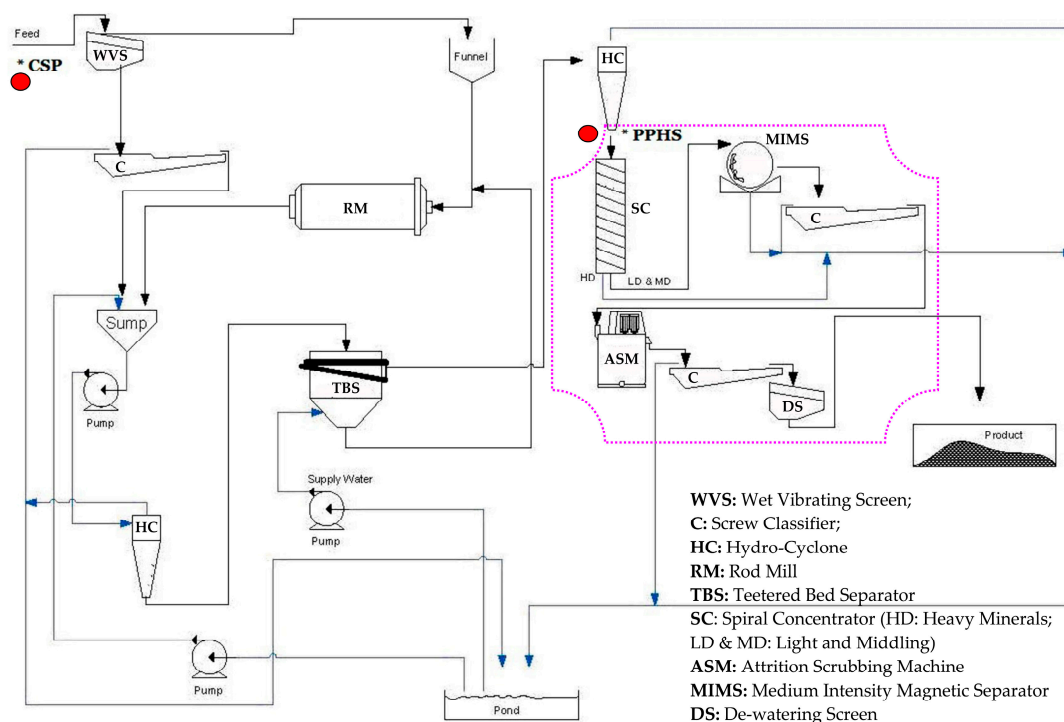 Feed
WVS
* CSP
Funnel
HC
* PPHS
MIMS
C
C
RM
SC
HD
LD & MD
Sump
ASM
TBS
C
Pump
DS
Product
Supply Water
HC
Pump
Pump
Pond
WVS: Wet Vibrating Screen;
C: Screw Classifier;
HC: Hydro-Cyclone
RM: Rod Mill
TBS: Teetered Bed Separator
SC: Spiral Concentrator (HD: Heavy Minerals;
LD & MD: Light and Middling)
ASM: Attrition Scrubbing Machine
MIMS: Medium Intensity Magnetic Separator
DS: De-watering Screen